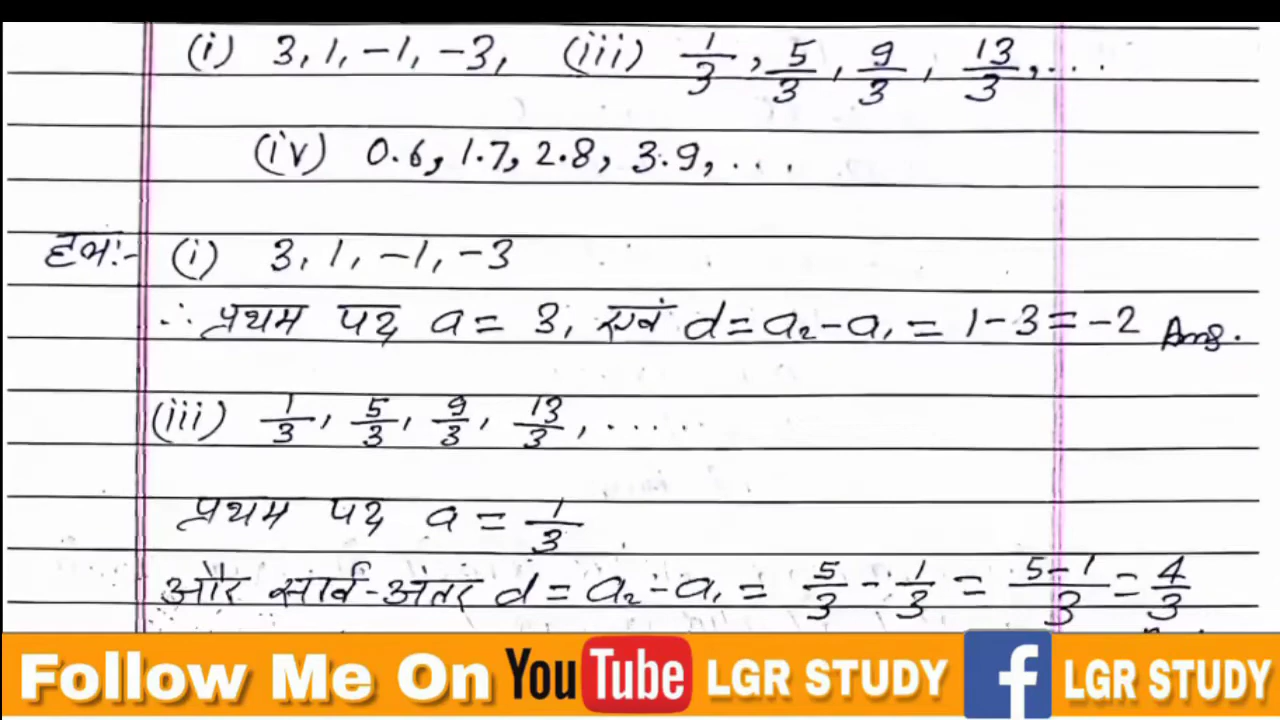 (i) 3, 1, -1, -3, (iii) 1/3, 5/3, 9/3, 13/3, ...
(iv) 0.6, 1.7, 2.8, 3.9, ...
हल:- (i) 3, 1, -1, -3
∴ प्रथम पद a = 3, एवं d = a₂ - a₁ = 1 - 3 = -2 Ans.
(iii) 1/3, 5/3, 9/3, 13/3, ......
प्रथम पद a = 1/3
और सार्व-अंतर d = a₂ - a₁ = 5/3 - 1/3 = 5-1/3 = 4/3
Follow Me On YouTube LGR STUDY f LGR STUDY